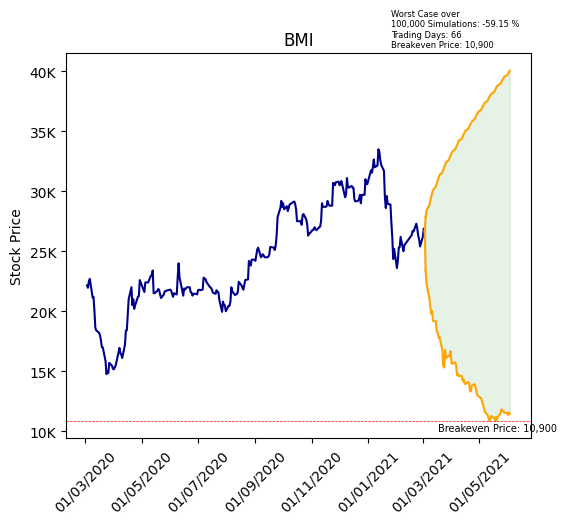 Worst Case over
100,000 Simulations: -59.15 %
Trading Days: 66
Breakeven Price: 10,900
BMI
40K
35K
30K
25K
20K
15K
10K
Stock Price
Breakeven Price: 10,900
01/03/2020
01/05/2020
01/07/2020
01/09/2020
01/11/2020
01/01/2021
01/03/2021
01/05/2021